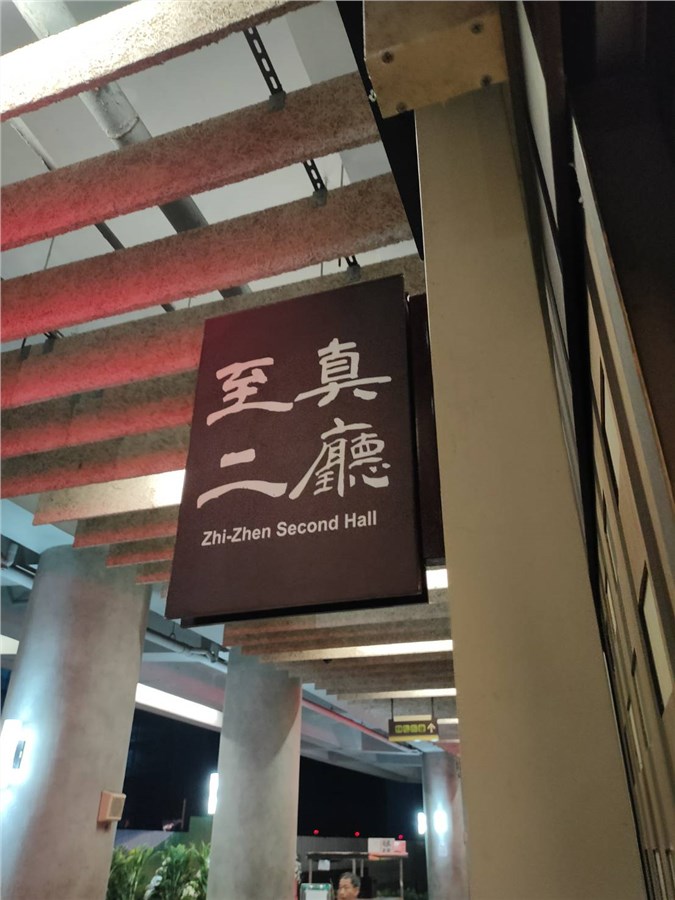 至真
二廳
Zhi-Zhen Second Hall